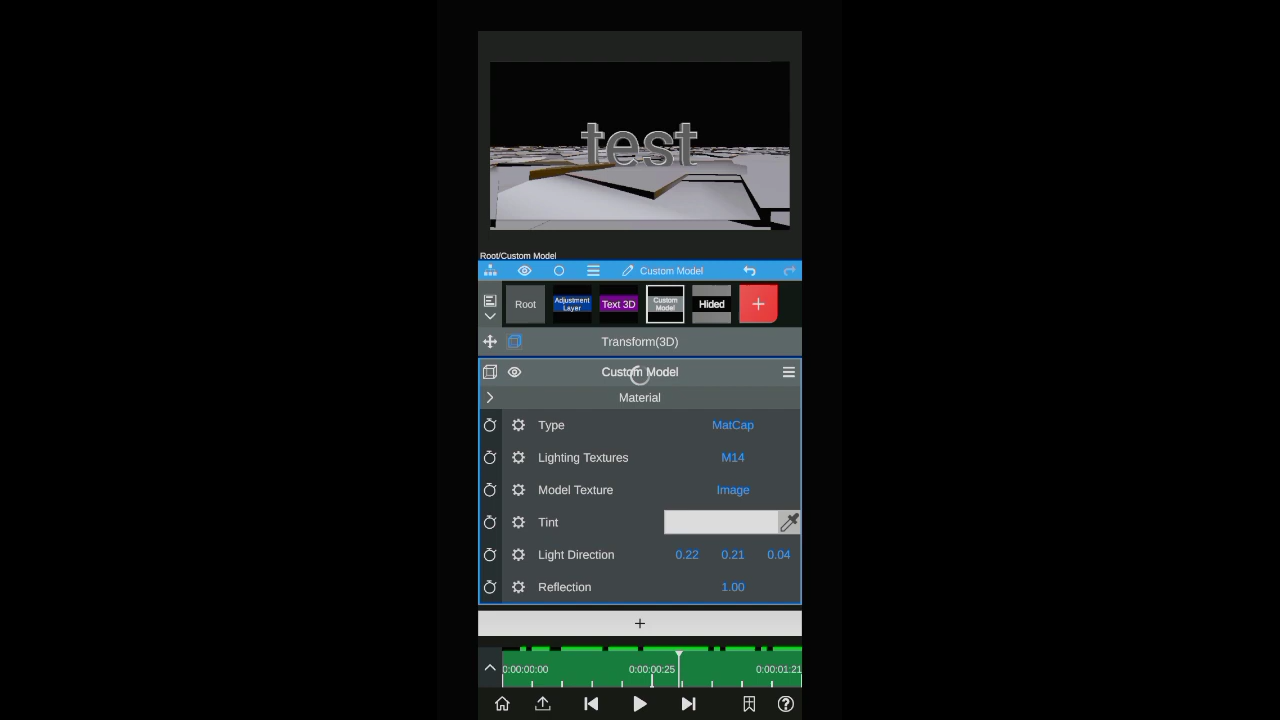 test
Root/Custom Model
Custom Model
Root
Adjustment
Layer
Text 3D
Custom
Model
Hided
+
Transform(3D)
Custom Model
Material
Type MatCap
Lighting Textures M14
Model Texture Image
Tint
Light Direction 0.22 0.21 0.04
Reflection 1.00
+
0:00:00:00 0:00:00:25 0:00:01:21